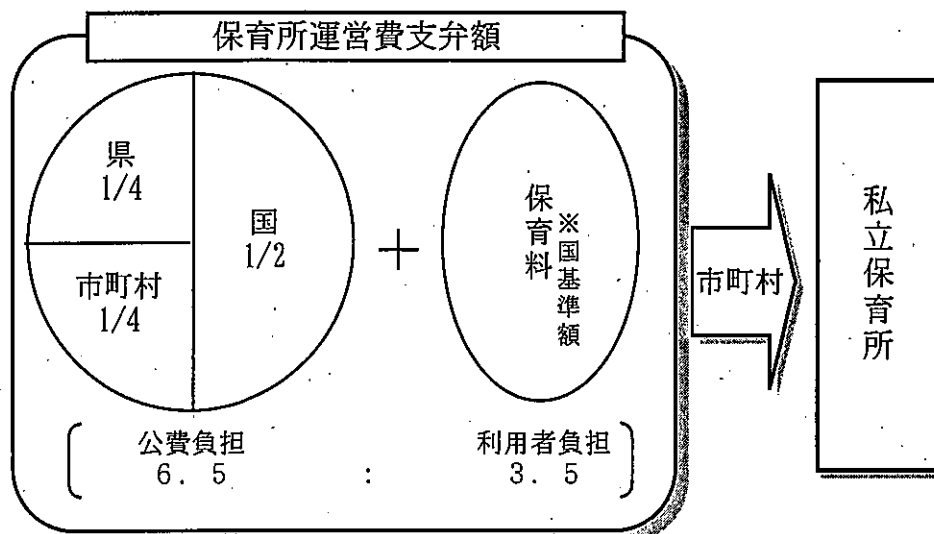 保育所運営費支弁額
県
1/4
国
1/2
市町村
1/4
＋
保育料
※国基準額
市町村
私立保育所
公費負担
6．5
：
利用者負担
3．5